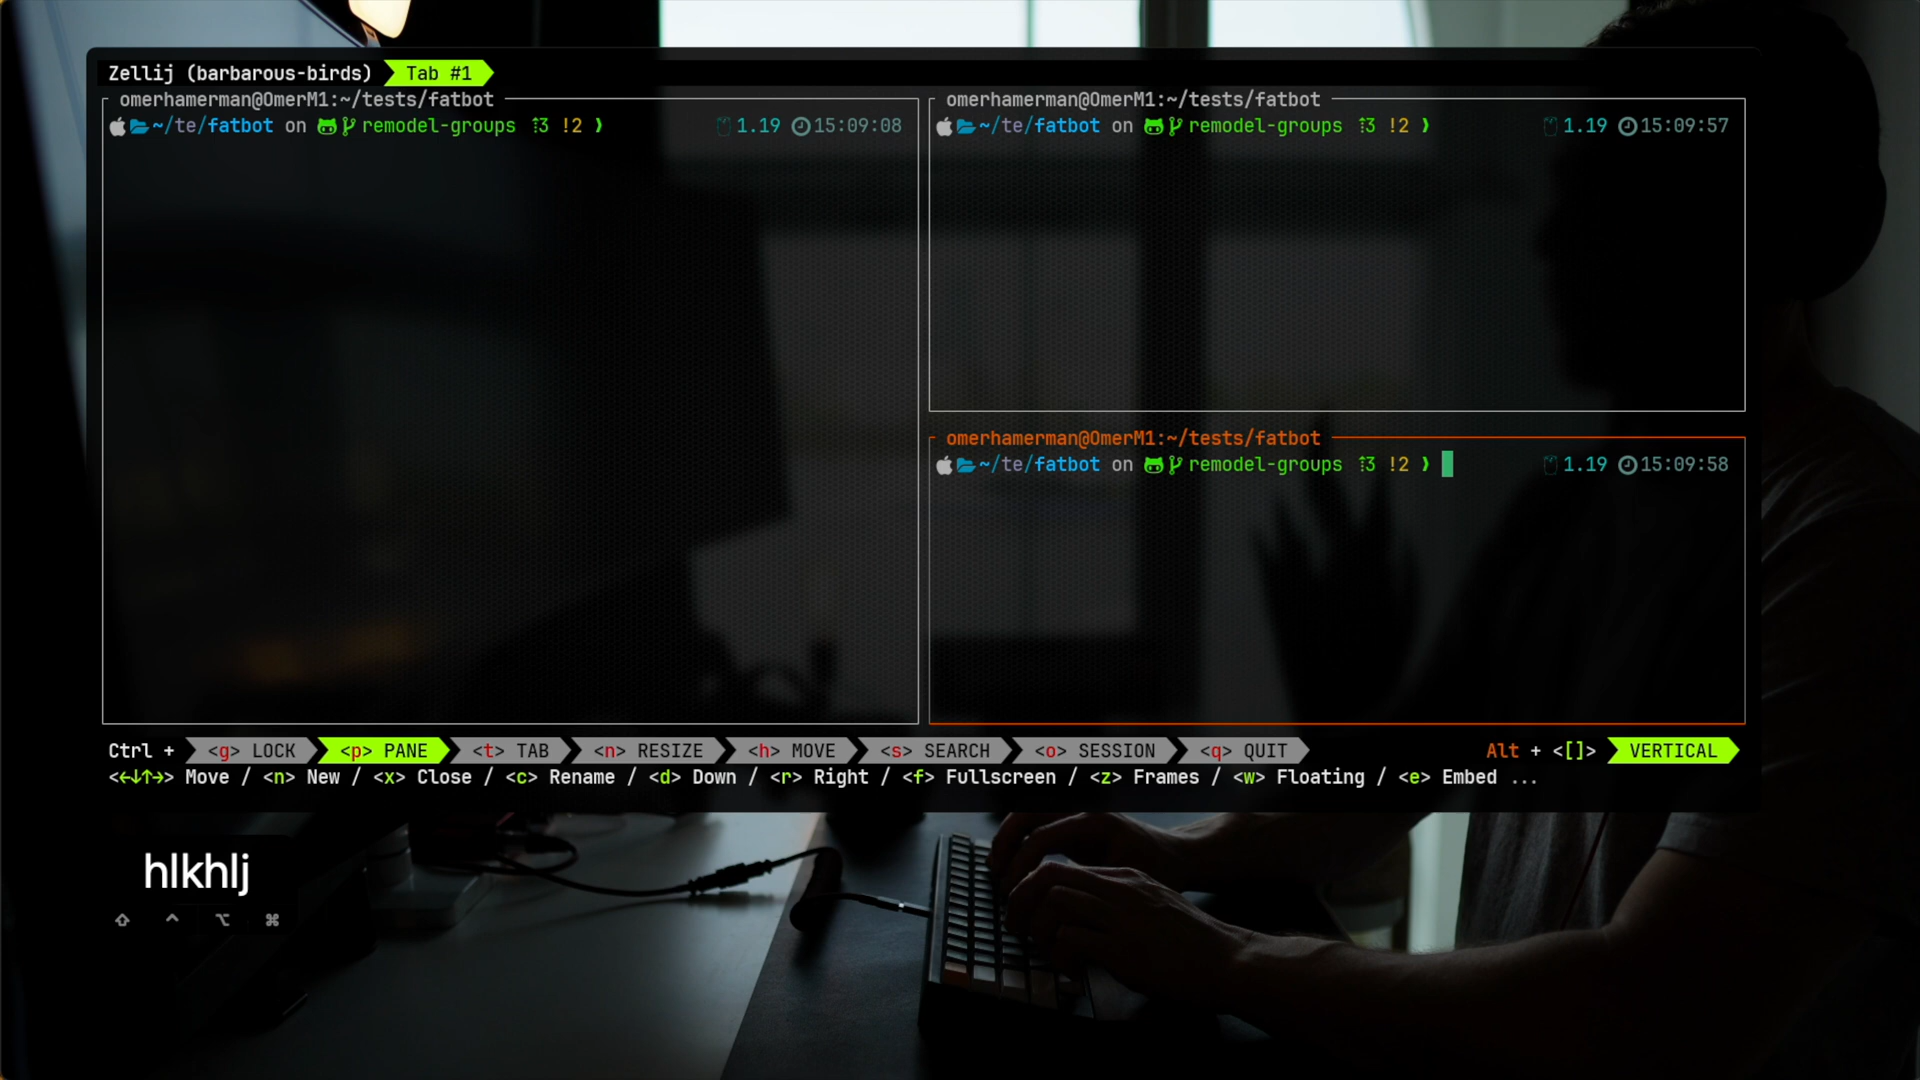 Zellij (barbarous-birds) Tab #1
omerhamerman@OmerM1:~/tests/fatbot
~/te/fatbot on remodel-groups ⇡3 !2 ❯ 1.19 15:09:08
omerhamerman@OmerM1:~/tests/fatbot
~/te/fatbot on remodel-groups ⇡3 !2 ❯ 1.19 15:09:57
omerhamerman@OmerM1:~/tests/fatbot
~/te/fatbot on remodel-groups ⇡3 !2 ❯ 1.19 15:09:58
Ctrl + <g> LOCK <p> PANE <t> TAB <n> RESIZE <h> MOVE <s> SEARCH <o> SESSION <q> QUIT Alt + <[]> VERTICAL
<←↓↑→> Move / <n> New / <x> Close / <c> Rename / <d> Down / <r> Right / <f> Fullscreen / <z> Frames / <w> Floating / <e> Embed ...
hlkhlj
⇧ ^ ⌥ ⌘